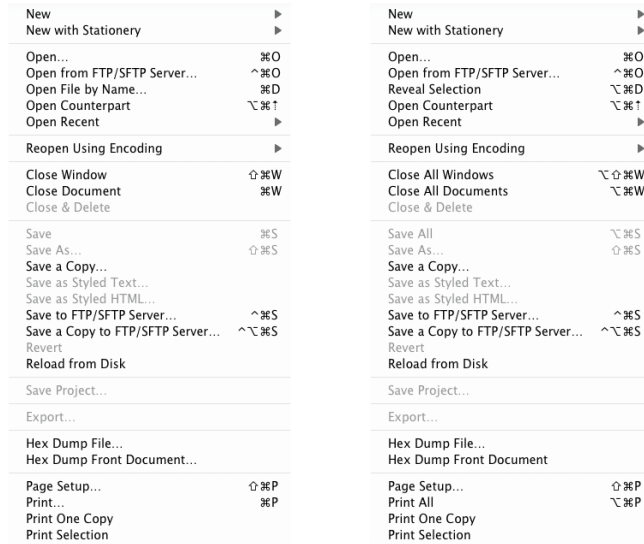 New ▶
New with Stationery ▶
Open... ⌘O
Open from FTP/SFTP Server... ^⌘O
Open File by Name... ⌘D
Open Counterpart ⌥⌘↑
Open Recent ▶
Reopen Using Encoding ▶
Close Window ⇧⌘W
Close Document ⌘W
Close & Delete
Save ⌘S
Save As... ⇧⌘S
Save a Copy...
Save as Styled Text...
Save as Styled HTML...
Save to FTP/SFTP Server... ^⌘S
Save a Copy to FTP/SFTP Server... ^⌥⌘S
Revert
Reload from Disk
Save Project...
Export...
Hex Dump File...
Hex Dump Front Document...
Page Setup... ⇧⌘P
Print... ⌘P
Print One Copy
Print Selection
New ▶
New with Stationery ▶
Open... ⌘O
Open from FTP/SFTP Server... ^⌘O
Reveal Selection ⌥⌘D
Open Counterpart ⌥⌘↑
Open Recent ▶
Reopen Using Encoding ▶
Close All Windows ⌥⇧⌘W
Close All Documents ⌥⌘W
Close & Delete
Save All ⌥⌘S
Save As... ⇧⌘S
Save a Copy...
Save as Styled Text...
Save as Styled HTML...
Save to FTP/SFTP Server... ^⌘S
Save a Copy to FTP/SFTP Server... ^⌥⌘S
Revert
Reload from Disk
Save Project...
Export...
Hex Dump File...
Hex Dump Front Document
Page Setup... ⇧⌘P
Print All ⌥⌘P
Print One Copy
Print Selection